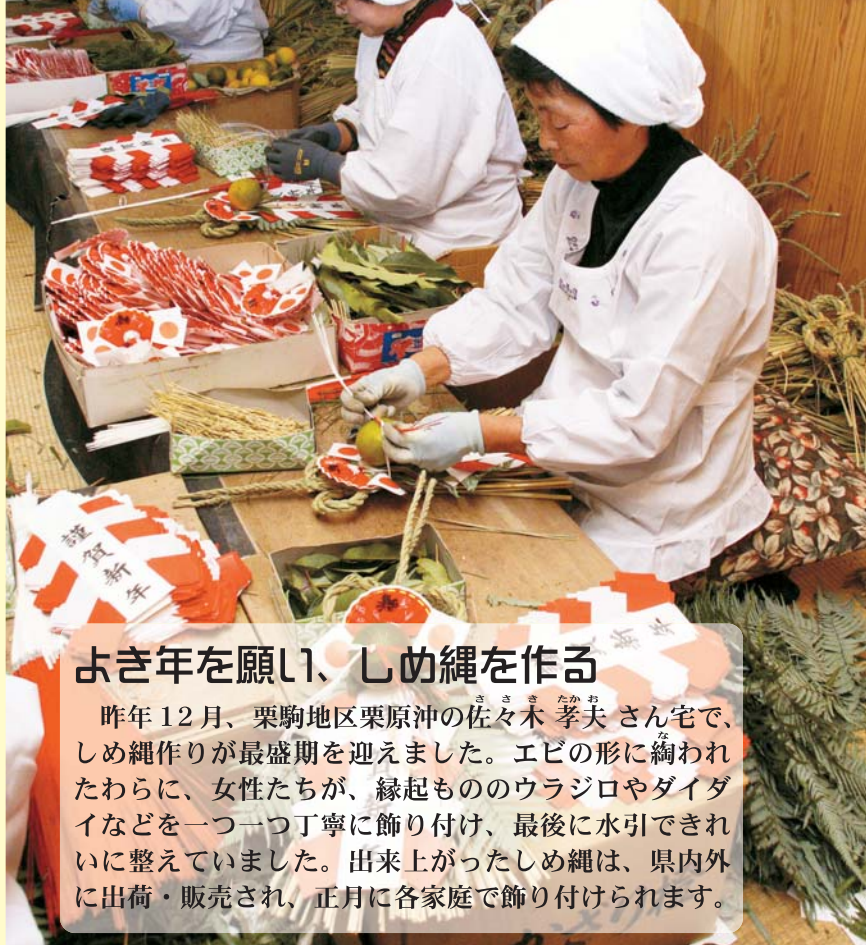 謹賀新年
よき年を願い、しめ縄を作る
昨年12月、栗駒地区栗原沖の佐々木 孝夫 さん宅で、
しめ縄作りが最盛期を迎えました。エビの形に綯われ
たわらに、女性たちが、縁起もののウラジロやダイダ
イなどを一つ一つ丁寧に飾り付け、最後に水引できれ
いに整えていました。出来上がったしめ縄は、県内外
に出荷・販売され、正月に各家庭で飾り付けられます。